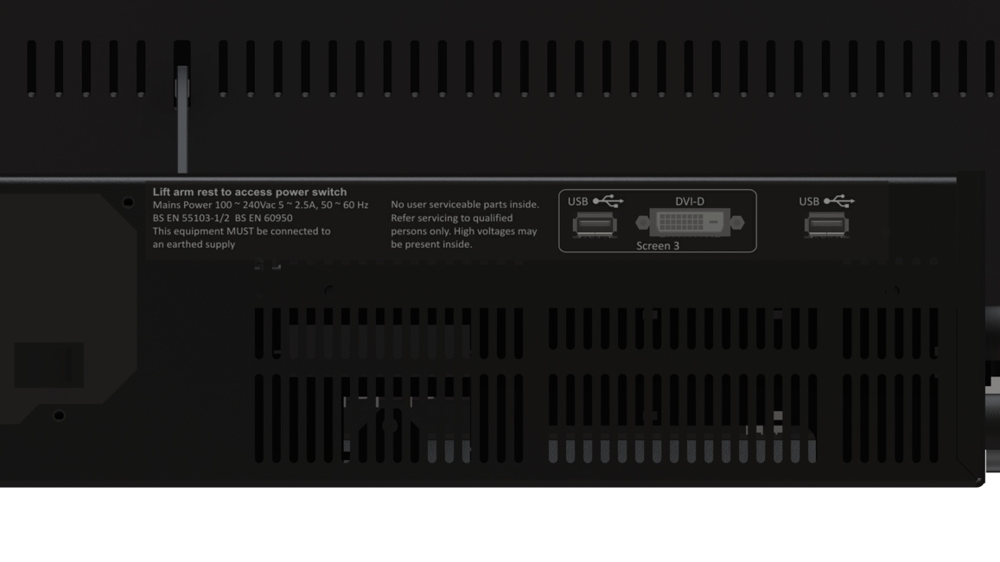 Lift arm rest to access power switch
Mains Power 100 ~ 240Vac 5 ~ 2.5A, 50 ~ 60 Hz
BS EN 55103-1/2 BS EN 60950
This equipment MUST be connected to
an earthed supply
No user serviceable parts inside.
Refer servicing to qualified
persons only. High voltages may
be present inside.
USB
DVI-D
Screen 3
USB